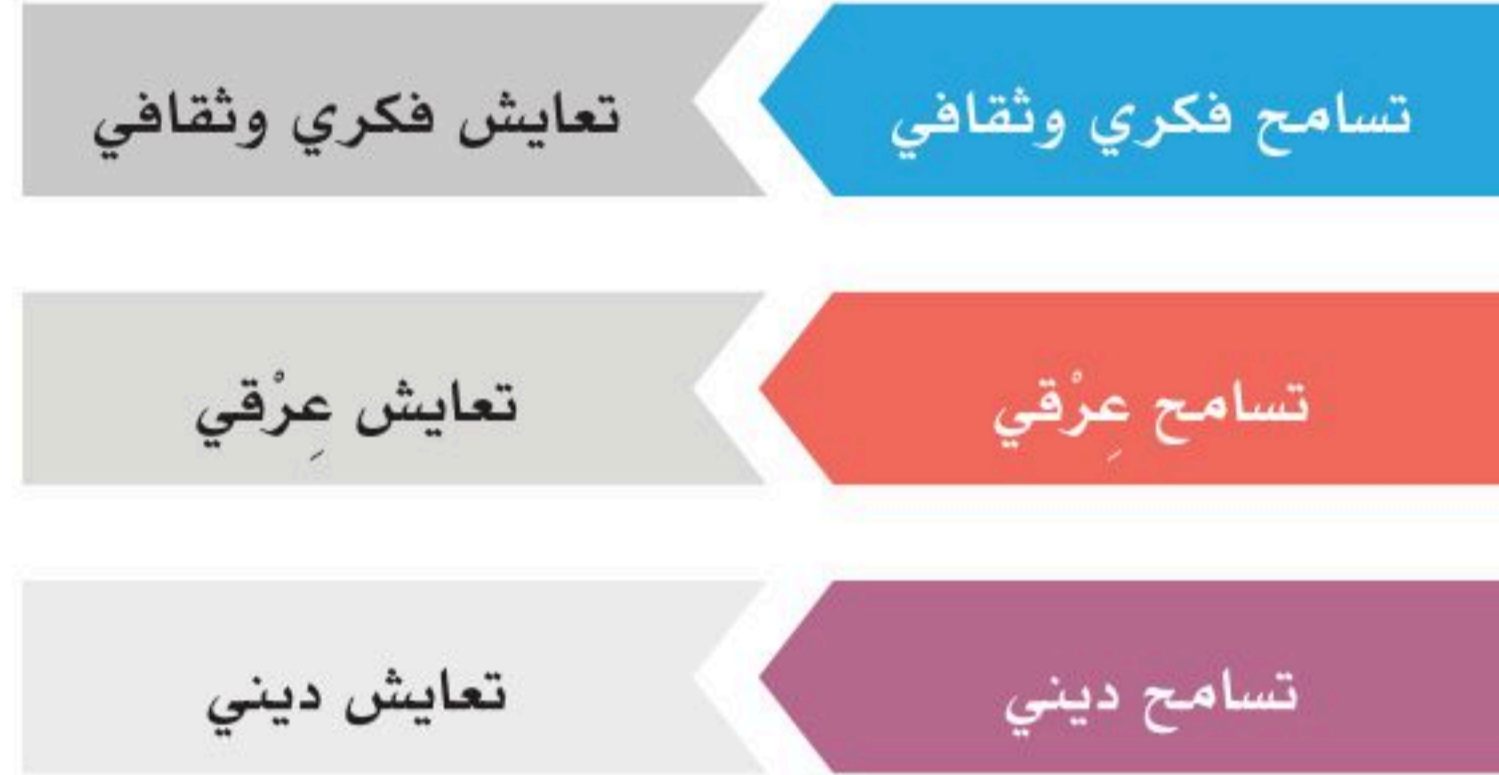 تسامح فكري وثقافي
تعايش فكري وثقافي
تسامح عِرْقي
تعايش عِرْقي
تسامح ديني
تعايش ديني